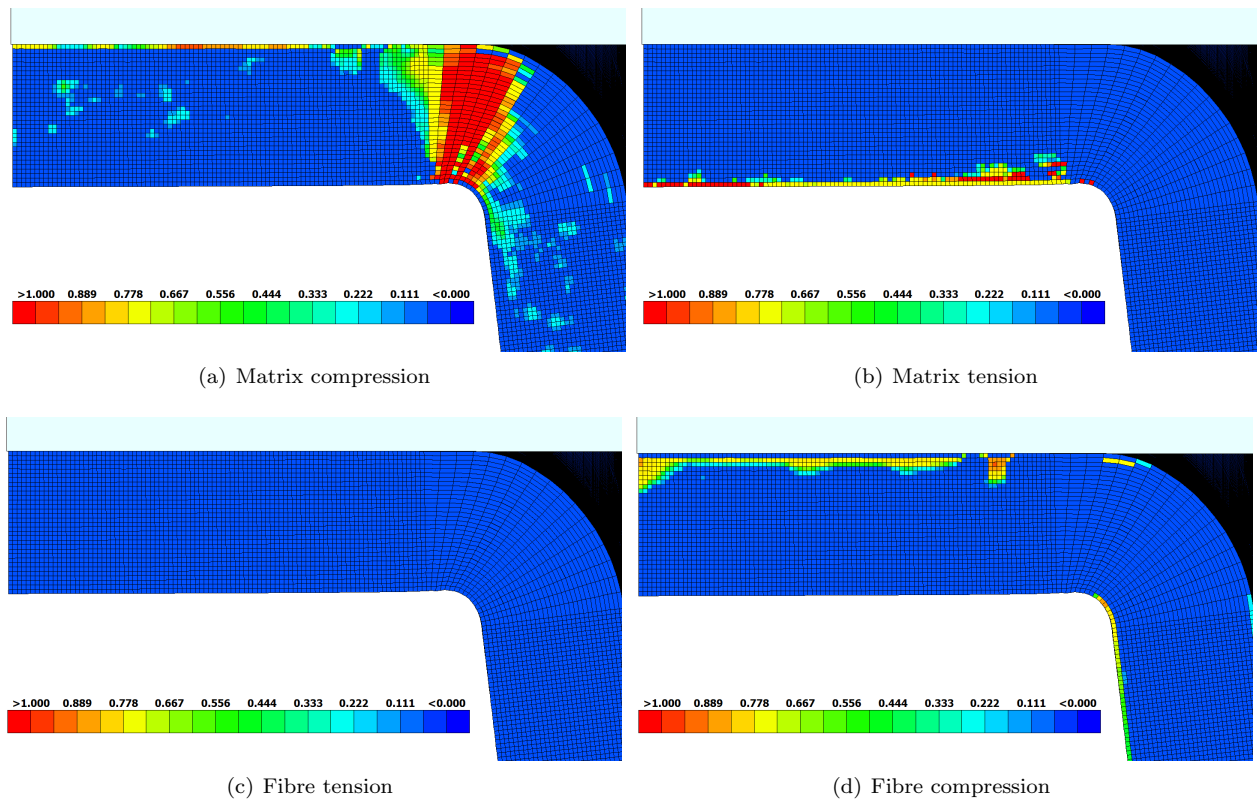 >1.000 0.889 0.778 0.667 0.556 0.444 0.333 0.222 0.111 <0.000
>1.000 0.889 0.778 0.667 0.556 0.444 0.333 0.222 0.111 <0.000
(a) Matrix compression
(b) Matrix tension
>1.000 0.889 0.778 0.667 0.556 0.444 0.333 0.222 0.111 <0.000
>1.000 0.889 0.778 0.667 0.556 0.444 0.333 0.222 0.111 <0.000
(c) Fibre tension
(d) Fibre compression